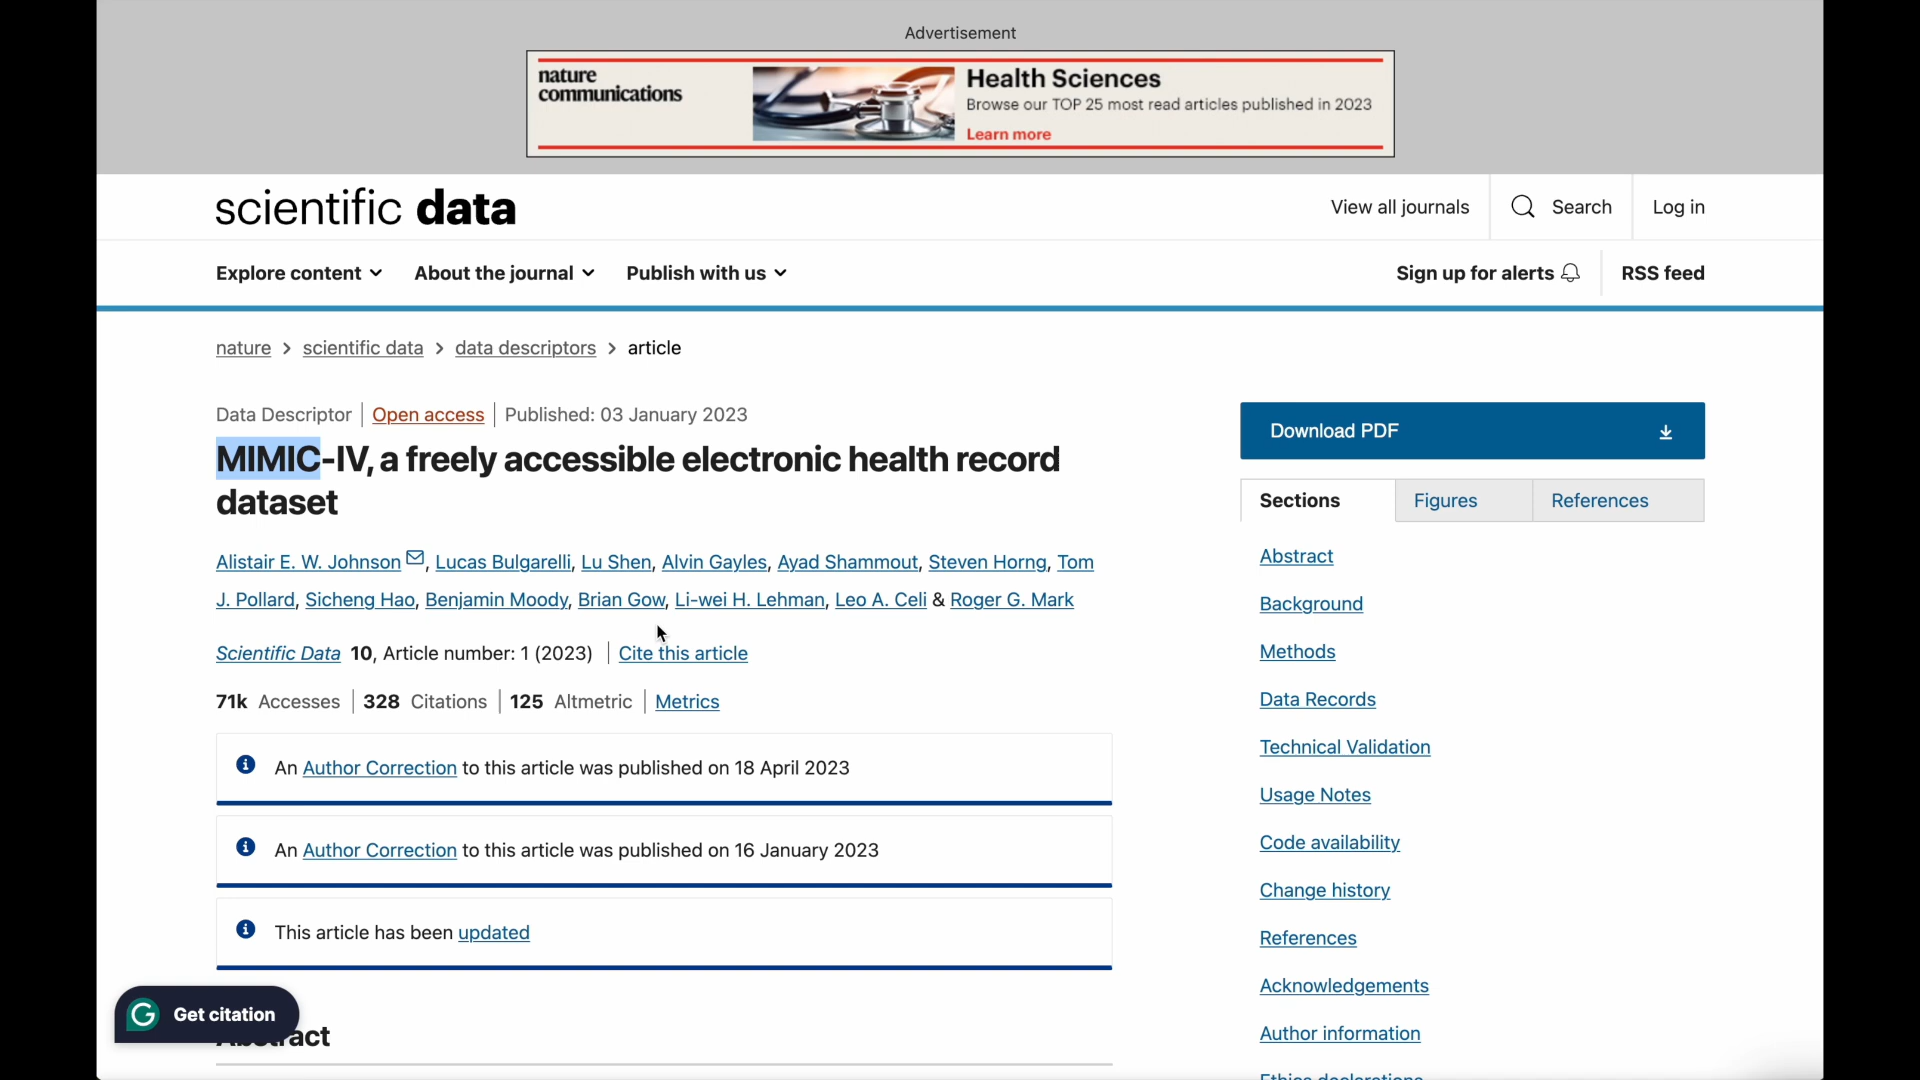 Advertisement
nature
communications
Health Sciences
Browse our TOP 25 most read articles published in 2023
Learn more
scientific data
View all journals
Search
Log in
Explore content
About the journal
Publish with us
Sign up for alerts
RSS feed
nature > scientific data > data descriptors > article
Data Descriptor | Open access | Published: 03 January 2023
MIMIC-IV, a freely accessible electronic health record
dataset
Alistair E. W. Johnson, Lucas Bulgarelli, Lu Shen, Alvin Gayles, Ayad Shammout, Steven Horng, Tom
J. Pollard, Sicheng Hao, Benjamin Moody, Brian Gow, Li-wei H. Lehman, Leo A. Celi & Roger G. Mark
Scientific Data 10, Article number: 1 (2023) | Cite this article
71k Accesses | 328 Citations | 125 Altmetric | Metrics
An Author Correction to this article was published on 18 April 2023
An Author Correction to this article was published on 16 January 2023
This article has been updated
Get citation
Abstract
Download PDF
Sections
Figures
References
Abstract
Background
Methods
Data Records
Technical Validation
Usage Notes
Code availability
Change history
References
Acknowledgements
Author information
Ethics declarations